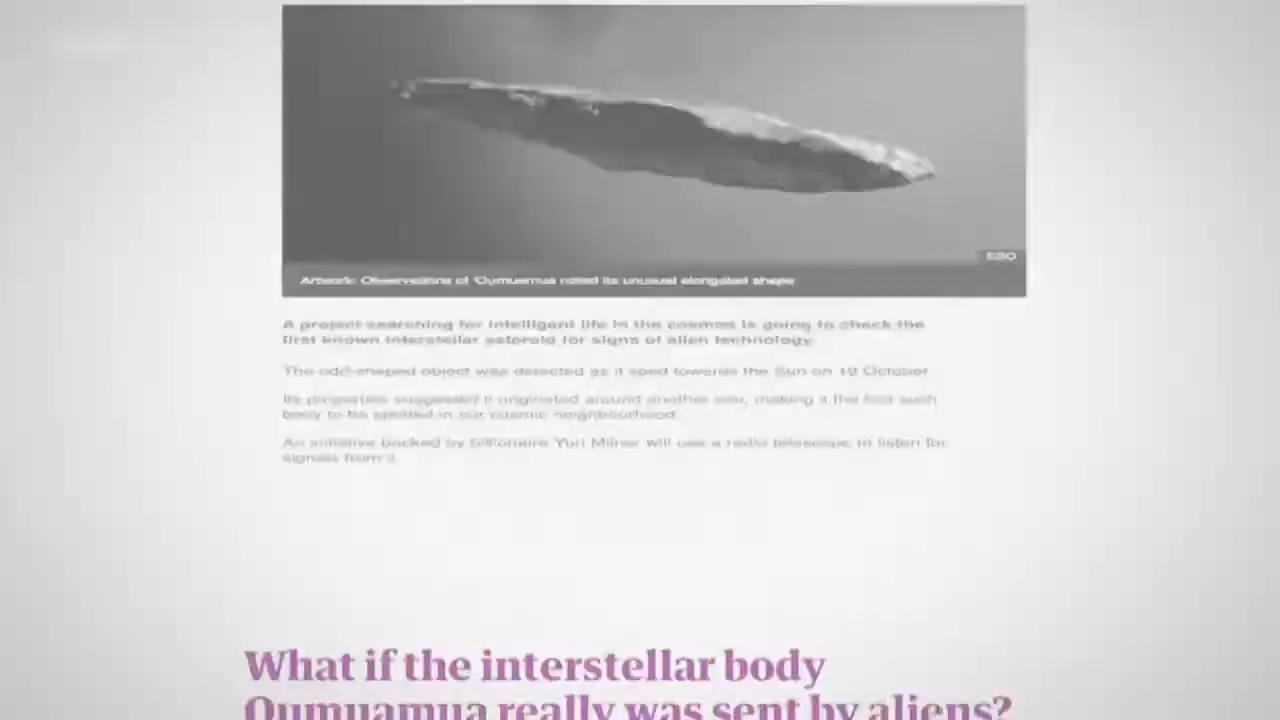 ESO
Artwork: Observations of 'Oumuamua noted its unusual elongated shape
A project searching for intelligent life in the cosmos is going to check the
first known interstellar asteroid for signs of alien technology.
The odd-shaped object was detected as it sped towards the Sun on 19 October.
Its properties suggested it originated around another star, making it the first such
body to be spotted in our cosmic neighbourhood.
An initiative backed by billionaire Yuri Milner will use a radio telescope to listen for
signals from it.
What if the interstellar body
Oumuamua really was sent by aliens?